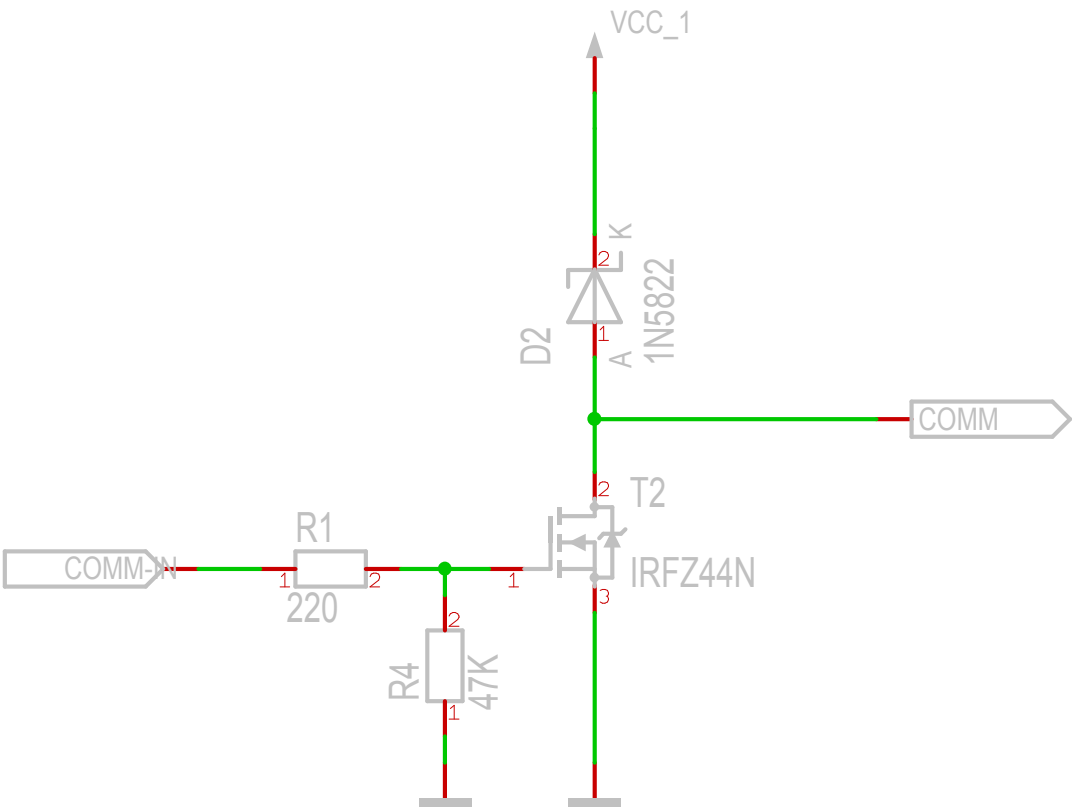 VCC_1
K
2
1N5822
D2
1
A
COMM
2
T2
R1
COMM-IN
1
2
1
IRFZ44N
220
3
2
R4
47K
1